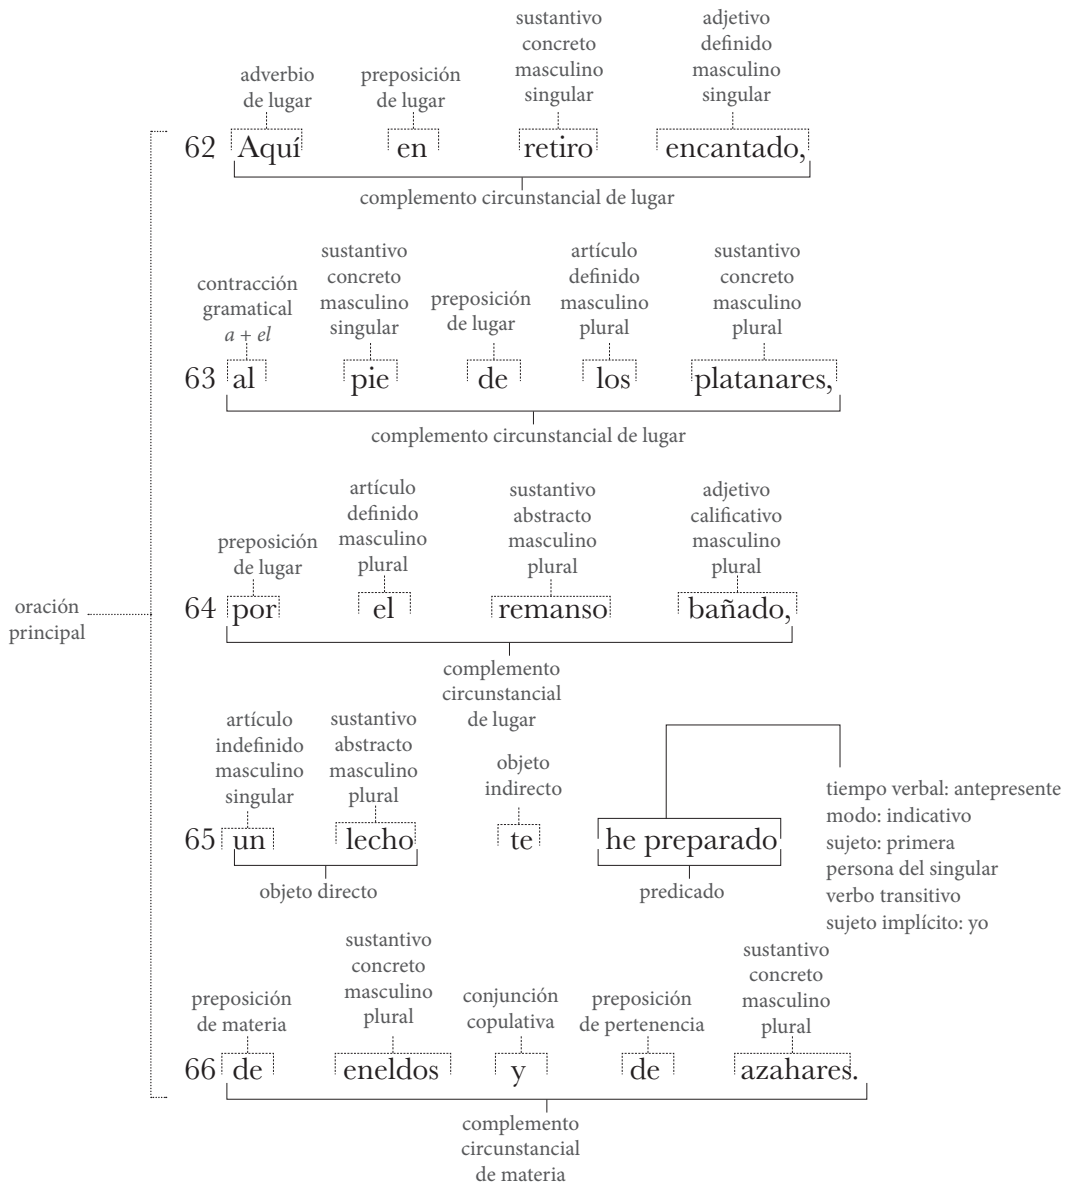 sustantivo
concreto
masculino
singular
adjetivo
definido
masculino
singular
adverbio
de lugar
preposición
de lugar
62 Aquí en retiro encantado,
complemento circunstancial de lugar
contracción
gramatical
a + el
sustantivo
concreto
masculino
singular
preposición
de lugar
artículo
definido
masculino
plural
sustantivo
concreto
masculino
plural
63 al pie de los platanares,
complemento circunstancial de lugar
preposición
de lugar
artículo
definido
masculino
plural
sustantivo
abstracto
masculino
plural
adjetivo
calificativo
masculino
plural
oración
principal
64 por el remanso bañado,
complemento
circunstancial
de lugar
artículo
indefinido
masculino
singular
sustantivo
abstracto
masculino
plural
objeto
indirecto
65 un lecho te he preparado
objeto directo
predicado
tiempo verbal: antepresente
modo: indicativo
sujeto: primera
persona del singular
verbo transitivo
sujeto implícito: yo
preposición
de materia
sustantivo
concreto
masculino
plural
conjunción
copulativa
preposición
de pertenencia
sustantivo
concreto
masculino
plural
66 de eneldos y de azahares.
complemento
circunstancial
de materia